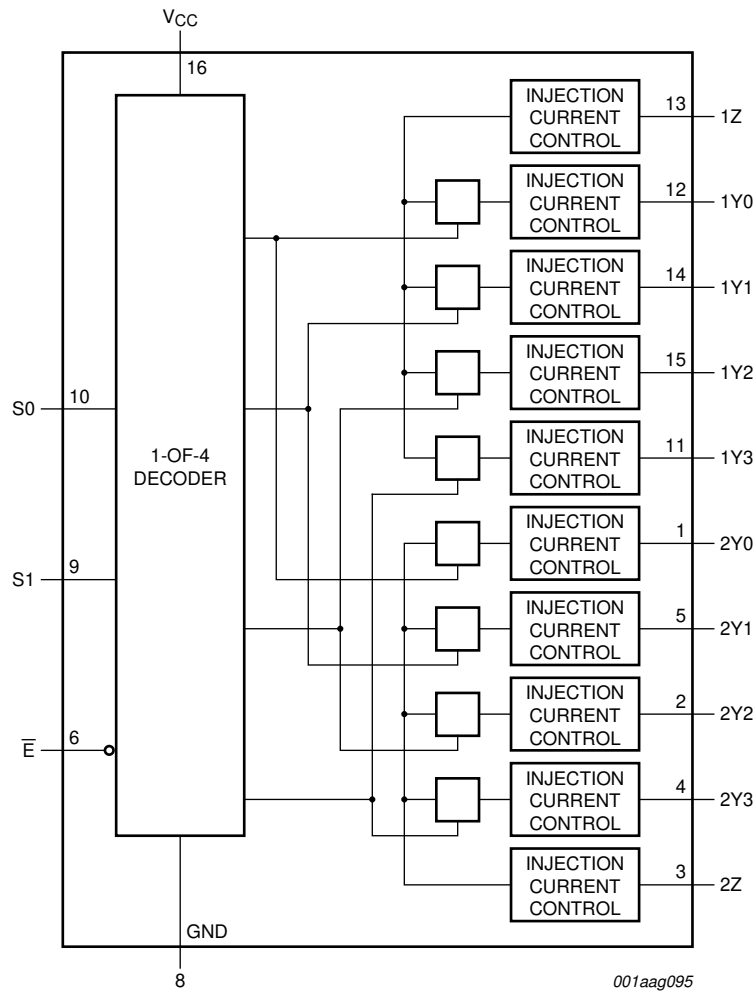 VCC
16
INJECTION
CURRENT
CONTROL
13
1Z
INJECTION
CURRENT
CONTROL
12
1Y0
INJECTION
CURRENT
CONTROL
14
1Y1
INJECTION
CURRENT
CONTROL
15
1Y2
S0
10
1-OF-4
DECODER
INJECTION
CURRENT
CONTROL
11
1Y3
INJECTION
CURRENT
CONTROL
1
2Y0
S1
9
INJECTION
CURRENT
CONTROL
5
2Y1
INJECTION
CURRENT
CONTROL
2
2Y2
E̅
6
INJECTION
CURRENT
CONTROL
4
2Y3
INJECTION
CURRENT
CONTROL
3
2Z
GND
8
001aag095